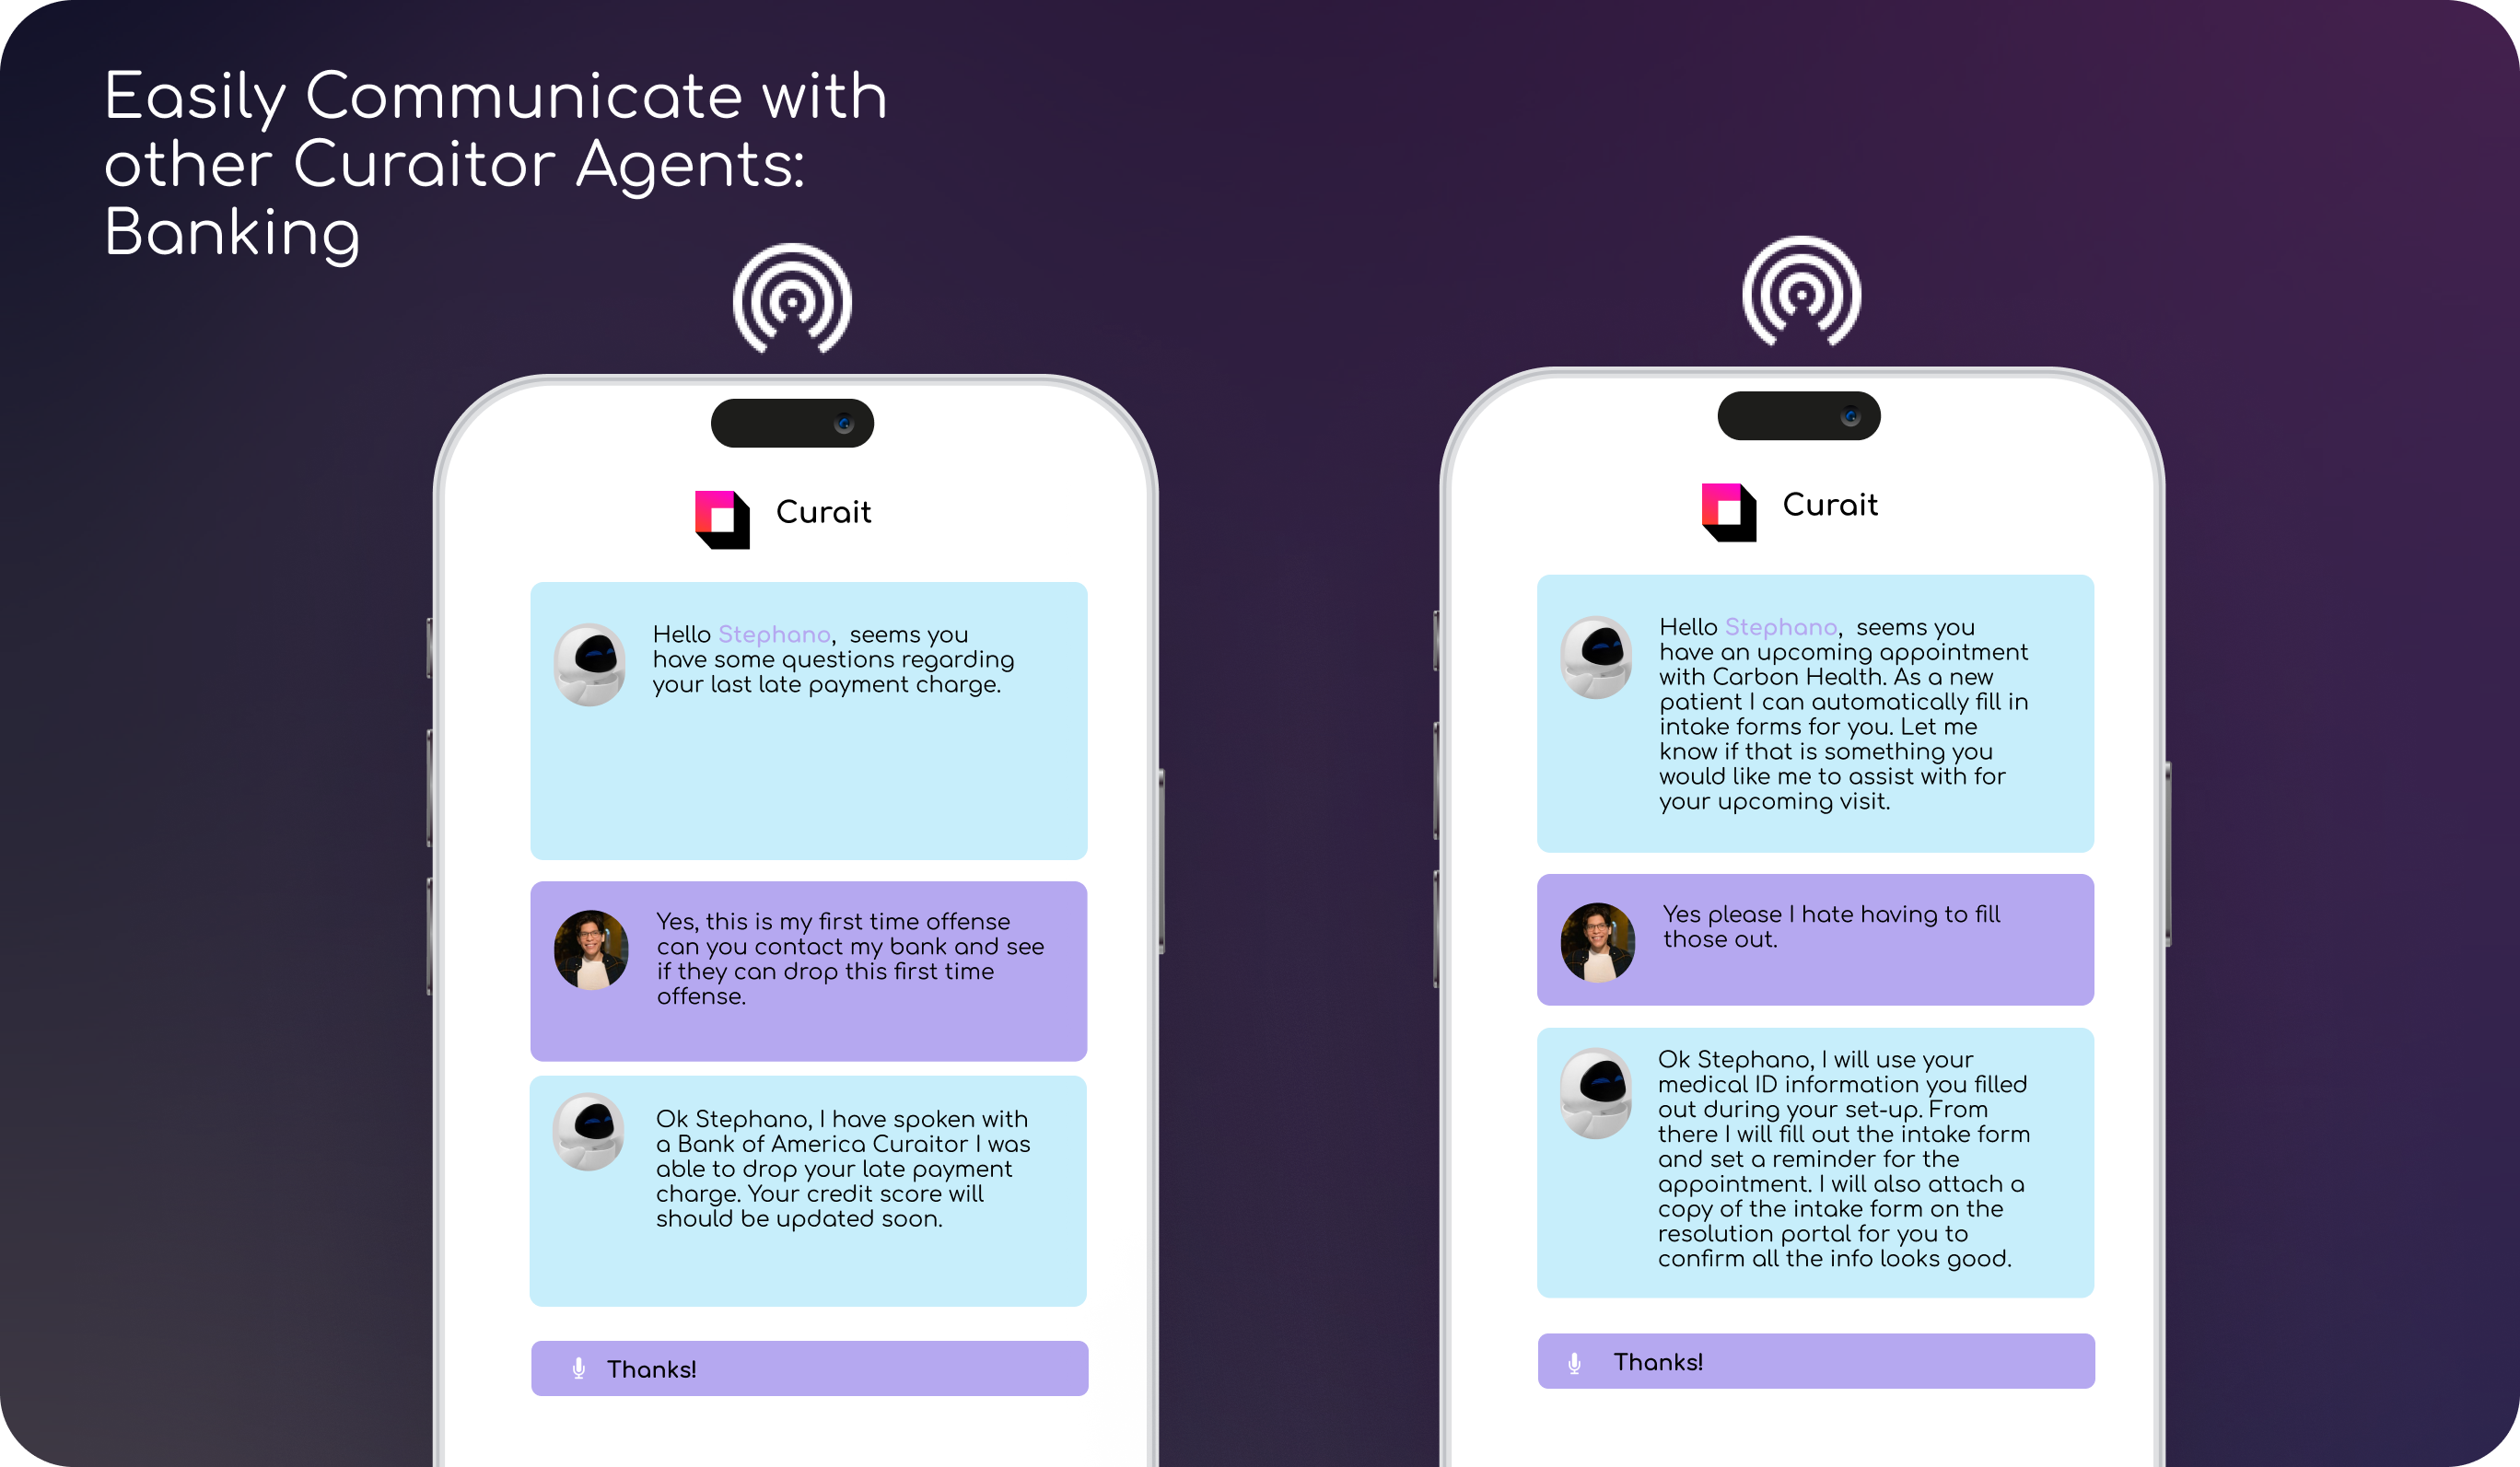 Easily Communicate with
other Curaitor Agents:
Banking
Curait
Hello Stephano,  seems you
have some questions regarding
your last late payment charge.
Yes, this is my first time offense
can you contact my bank and see
if they can drop this first time
offense.
Ok Stephano, I have spoken with
a Bank of America Curaitor I was
able to drop your late payment
charge. Your credit score will
should be updated soon.
Thanks!
Curait
Hello Stephano,  seems you
have an upcoming appointment
with Carbon Health. As a new
patient I can automatically fill in
intake forms for you. Let me
know if that is something you
would like me to assist with for
your upcoming visit.
Yes please I hate having to fill
those out.
Ok Stephano, I will use your
medical ID information you filled
out during your set-up. From
there I will fill out the intake form
and set a reminder for the
appointment. I will also attach a
copy of the intake form on the
resolution portal for you to
confirm all the info looks good.
Thanks!